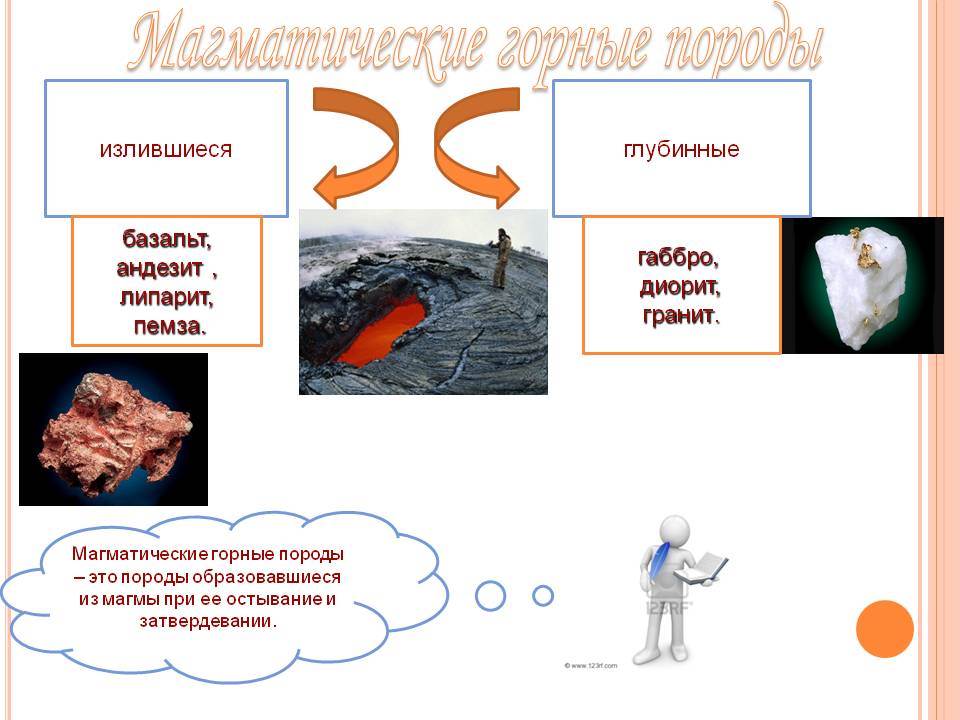 Магматические горные породы
излившиеся
глубинные
базальт,
андезит ,
липарит,
пемза.
габбро,
диорит,
гранит.
Магматические горные породы
– это породы образовавшиеся
из магмы при ее остывание и
затвердевании.
123RF
© www.123rf.com